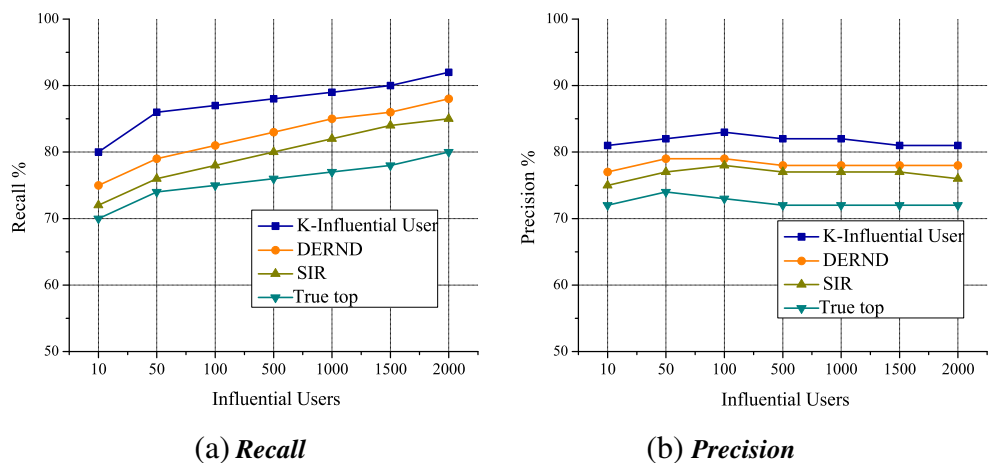 100
90
80
70
60
50
Recall %
K-Influential User
DERND
SIR
True top
10 50 100 500 1000 1500 2000
Influential Users
(a) Recall
100
90
80
70
60
50
Precision %
K-Influential User
DERND
SIR
True top
10 50 100 500 1000 1500 2000
Influential Users
(b) Precision